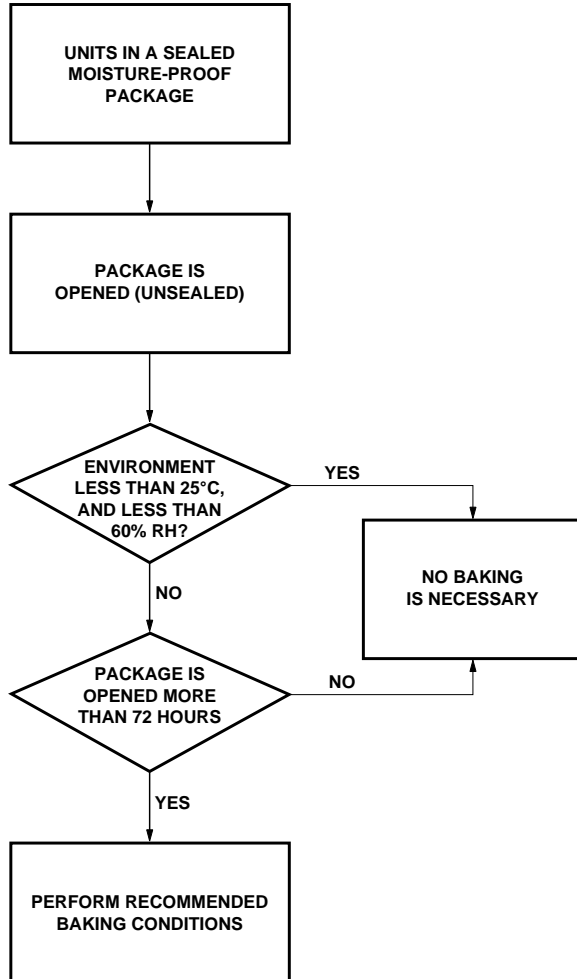 UNITS IN A SEALED
MOISTURE-PROOF
PACKAGE
PACKAGE IS
OPENED (UNSEALED)
ENVIRONMENT
LESS THAN 25°C,
AND LESS THAN
60% RH?
YES
NO BAKING
IS NECESSARY
NO
PACKAGE IS
OPENED MORE
THAN 72 HOURS
NO
YES
PERFORM RECOMMENDED
BAKING CONDITIONS